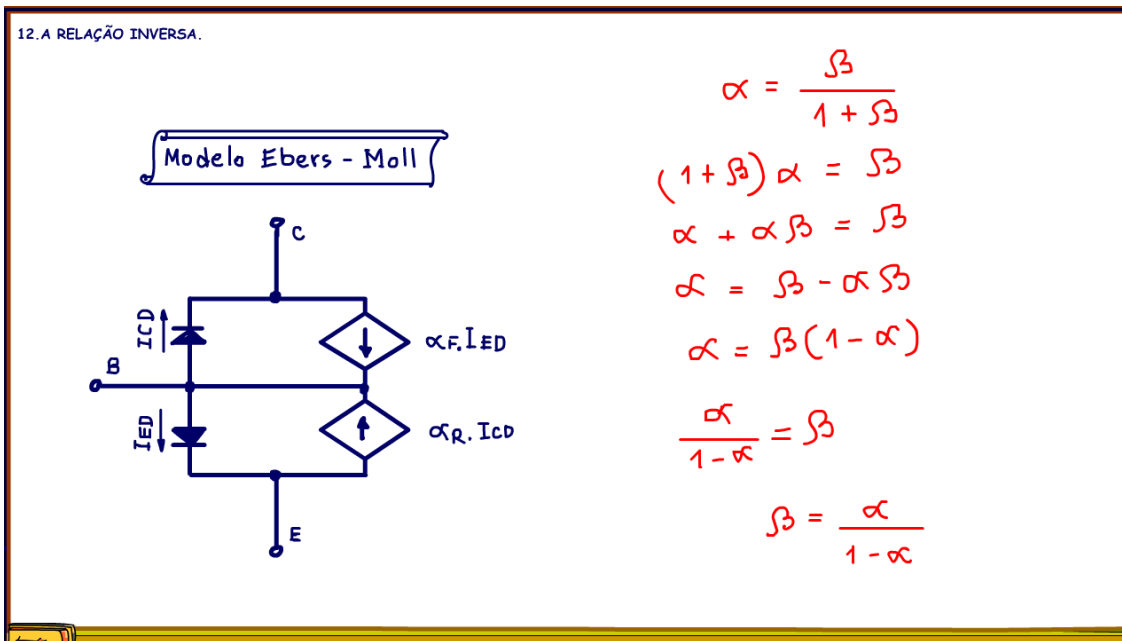 12.A RELAÇÃO INVERSA.
Modelo Ebers - Moll
C
ICD
αF.IED
B
IED
αR.ICD
E
α = β / (1 + β)
(1 + β) α = β
α + αβ = β
α = β - αβ
α = β(1 - α)
α / (1 - α) = β
β = α / (1 - α)